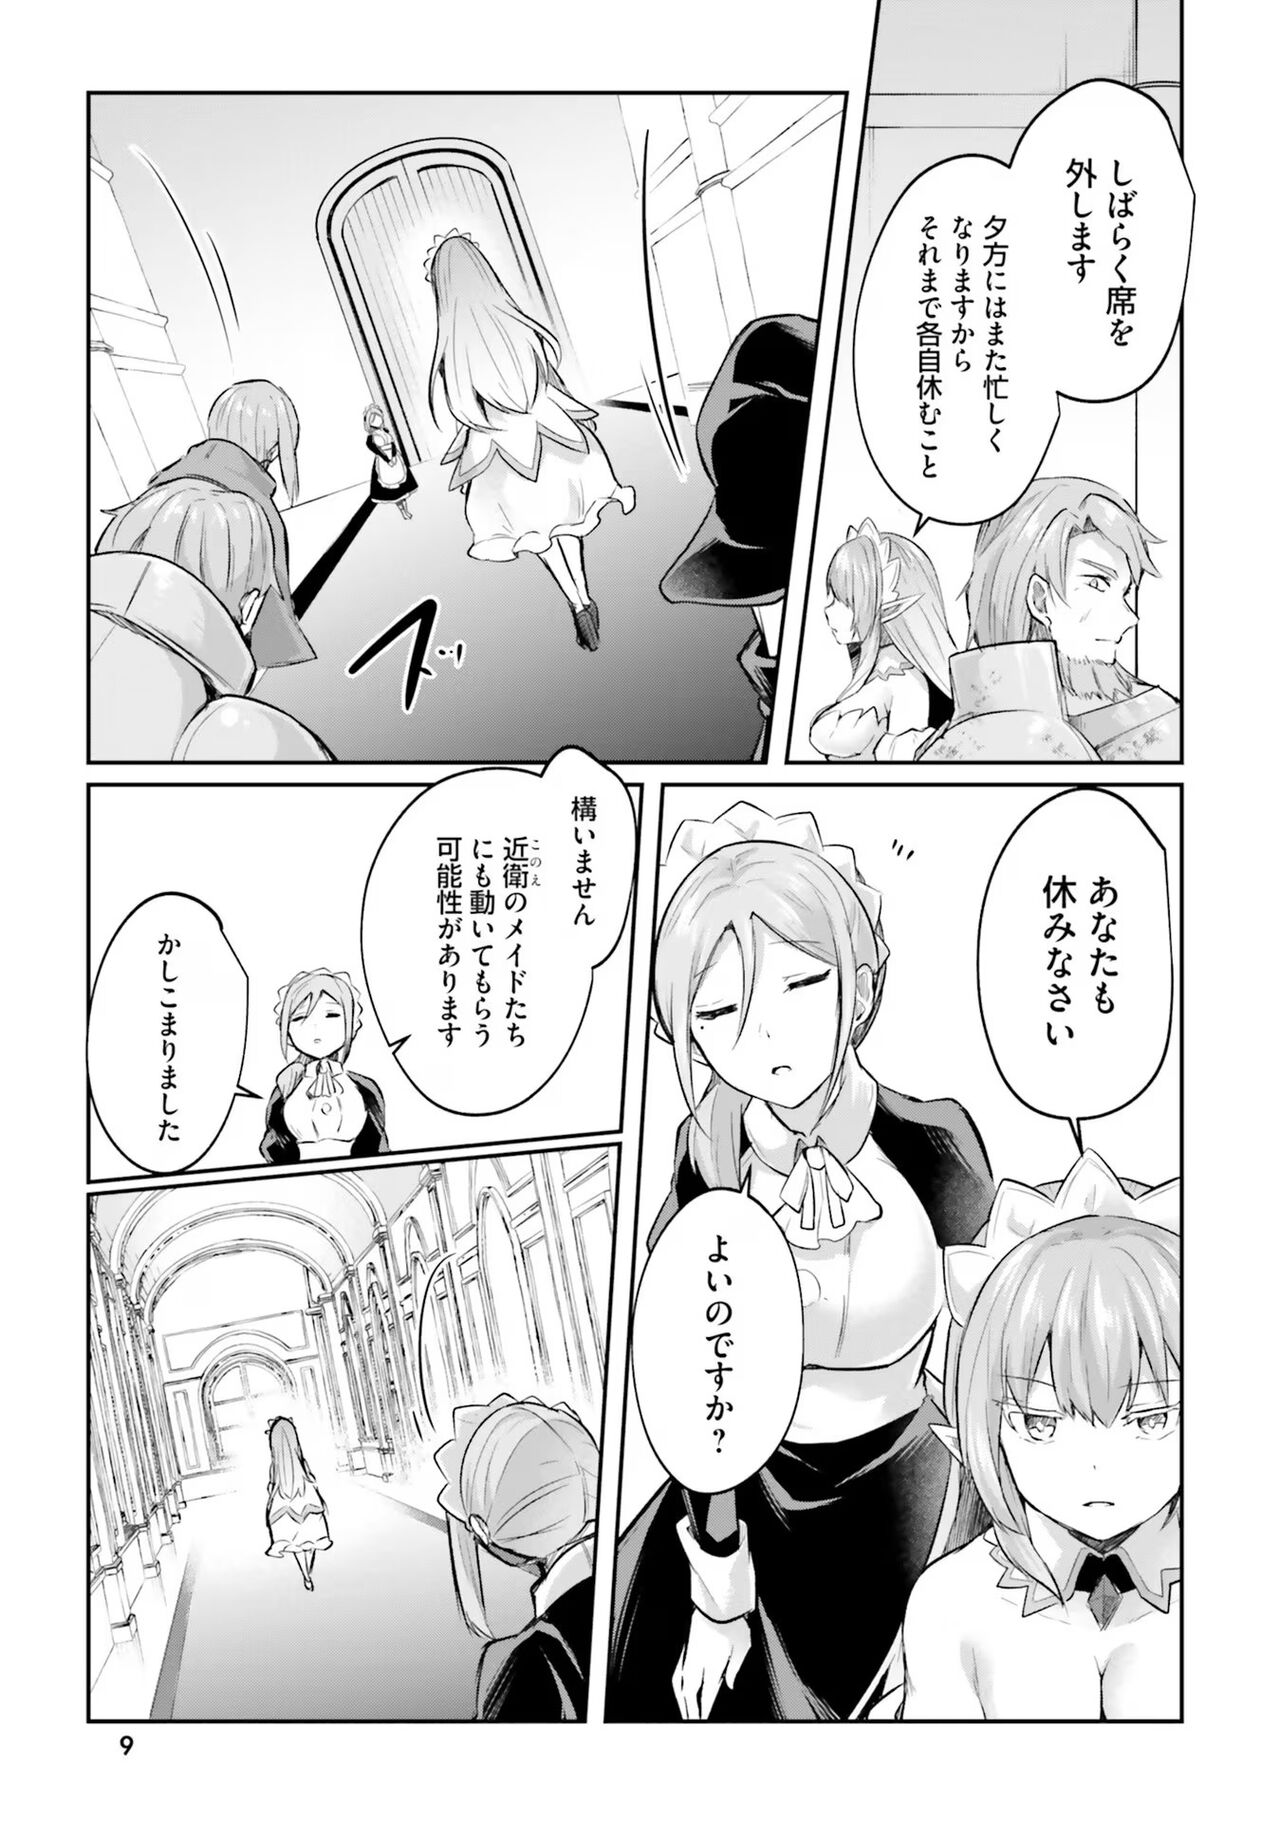 しばらく席を
外します
夕方にはまた忙しく
なりますから
それまで各自休むこと
ズ…
あなたも
休みなさい
よいのですか?
構いません
近衛のメイドたち
このえ
にも動いてもらう
可能性があります
かしこまりました
9